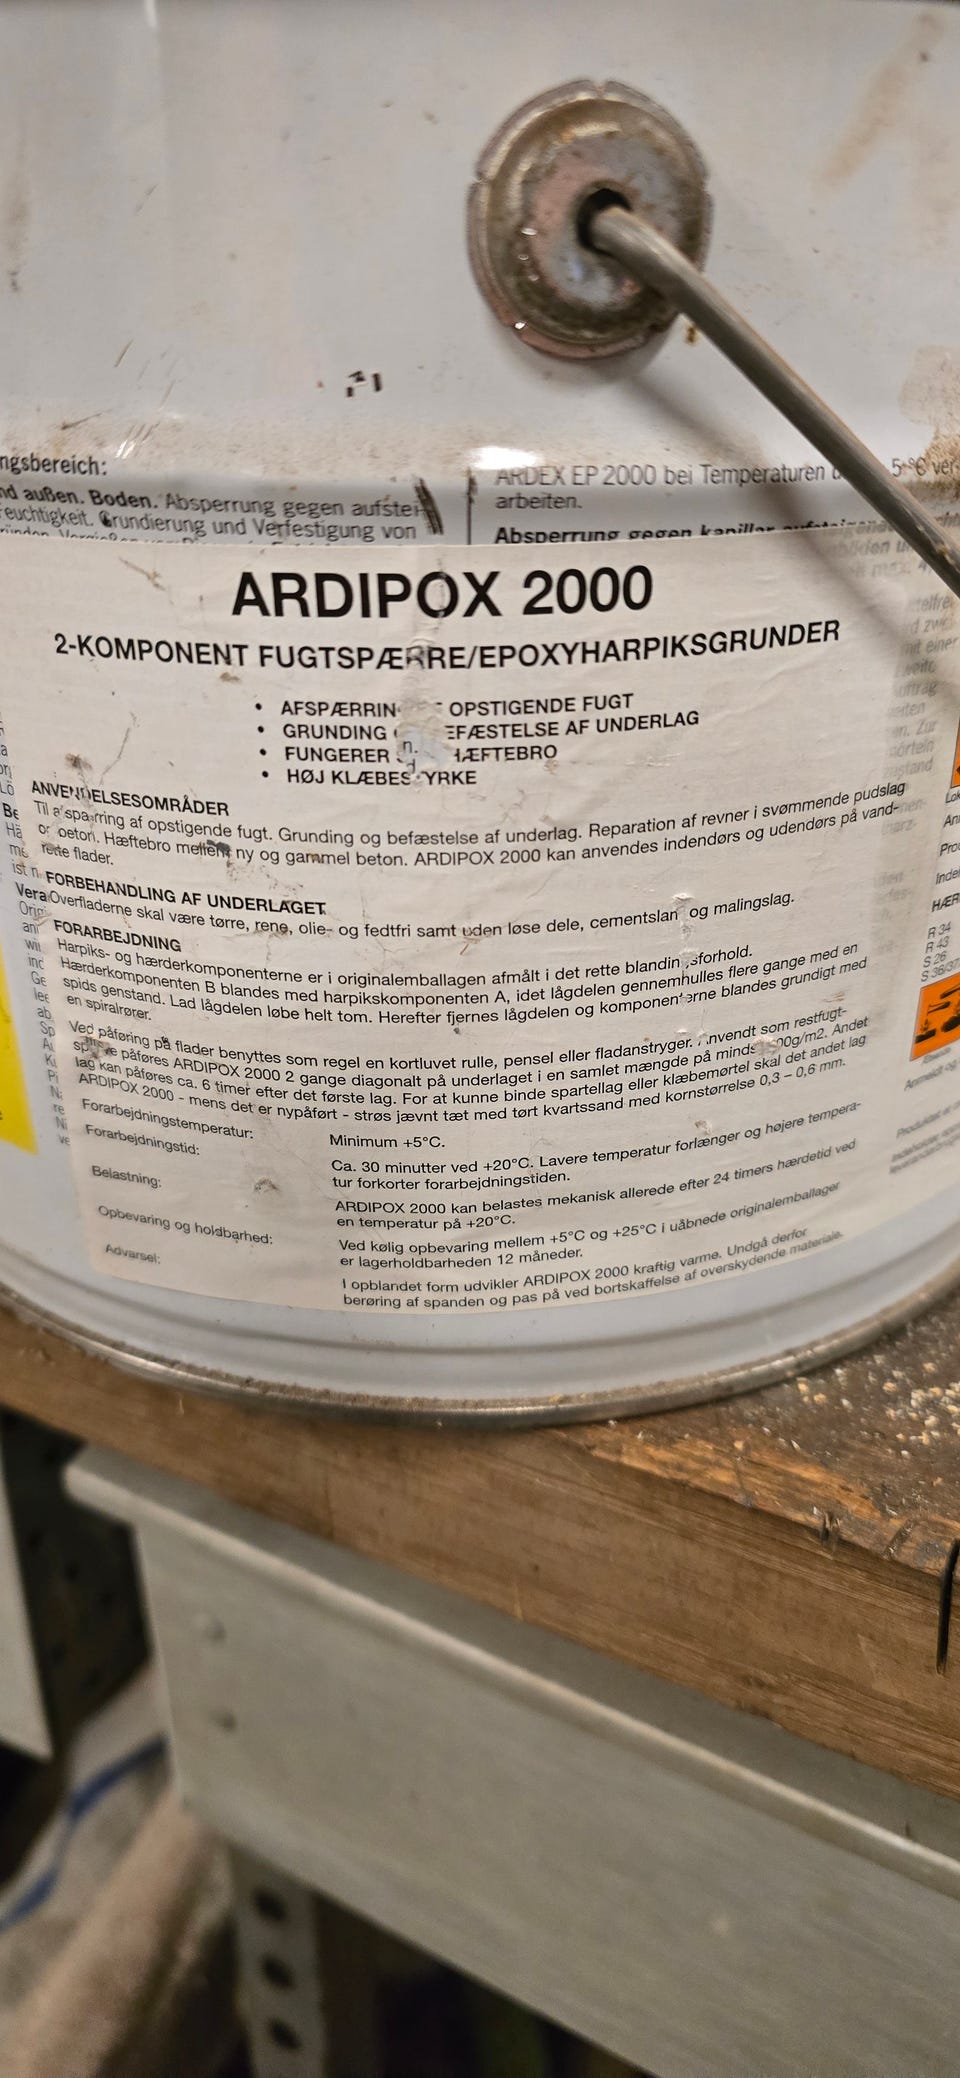 ngsbereich:
nd außen. Boden. Absperrung gegen aufstei
reuchtigkeit. Grundierung und Verfestigung von
ARDEX EP 2000 bei Temperaturen 5 °C ver-
arbeiten.
Absperrung gegen kapillar
ARDIPOX 2000
2-KOMPONENT FUGTSPÆRRE/EPOXYHARPIKSGRUNDER
• AFSPÆRRIN OPSTIGENDE FUGT
• GRUNDING EFÆSTELSE AF UNDERLAG
• FUNGERER HÆFTEBRO
• HØJ KLÆBESTYRKE
ANVENDELSESOMRÅDER
Til afspærring af opstigende fugt. Grunding og befæstelse af underlag. Reparation af revner i svømmende pudslag
og beton. Hæftebro mellem ny og gammel beton. ARDIPOX 2000 kan anvendes indendørs og udendørs på vand-
rette flader.
FORBEHANDLING AF UNDERLAGET
Overfladerne skal være tørre, rene, olie- og fedtfri samt uden løse dele, cementslam og malingslag.
FORARBEJDNING
Harpiks- og hærderkomponenterne er i originalemballagen afmålt i det rette blandingsforhold.
Hærderkomponenten B blandes med harpikskomponenten A, idet lågdelen gennemhulles flere gange med en
spids genstand. Lad lågdelen løbe helt tom. Herefter fjernes lågdelen og komponenterne blandes grundigt med
en spiralrører.
Ved påføring på flader benyttes som regel en kortluvet rulle, pensel eller fladanstryger. Anvendt som restfugt-
spærre påføres ARDIPOX 2000 2 gange diagonalt på underlaget i en samlet mængde på minds 00g/m2. Andet
lag kan påføres ca. 6 timer efter det første lag. For at kunne binde spartellag eller klæbemørtel skal det andet lag
ARDIPOX 2000 - mens det er nypåført - strøs jævnt tæt med tørt kvartssand med kornstørrelse 0,3 – 0,6 mm.
Forarbejdningstemperatur: Minimum +5°C.
Forarbejdningstid: Ca. 30 minutter ved +20°C. Lavere temperatur forlænger og højere tempera-
tur forkorter forarbejdningstiden.
Belastning: ARDIPOX 2000 kan belastes mekanisk allerede efter 24 timers hærdetid ved
en temperatur på +20°C.
Opbevaring og holdbarhed: Ved kølig opbevaring mellem +5°C og +25°C i uåbnede originalemballager
er lagerholdbarheden 12 måneder.
Advarsel: I opblandet form udvikler ARDIPOX 2000 kraftig varme. Undgå derfor
berøring af spanden og pas på ved bortskaffelse af overskydende materiale.
HÆR
R 34
R 43
S 26
S 36/37